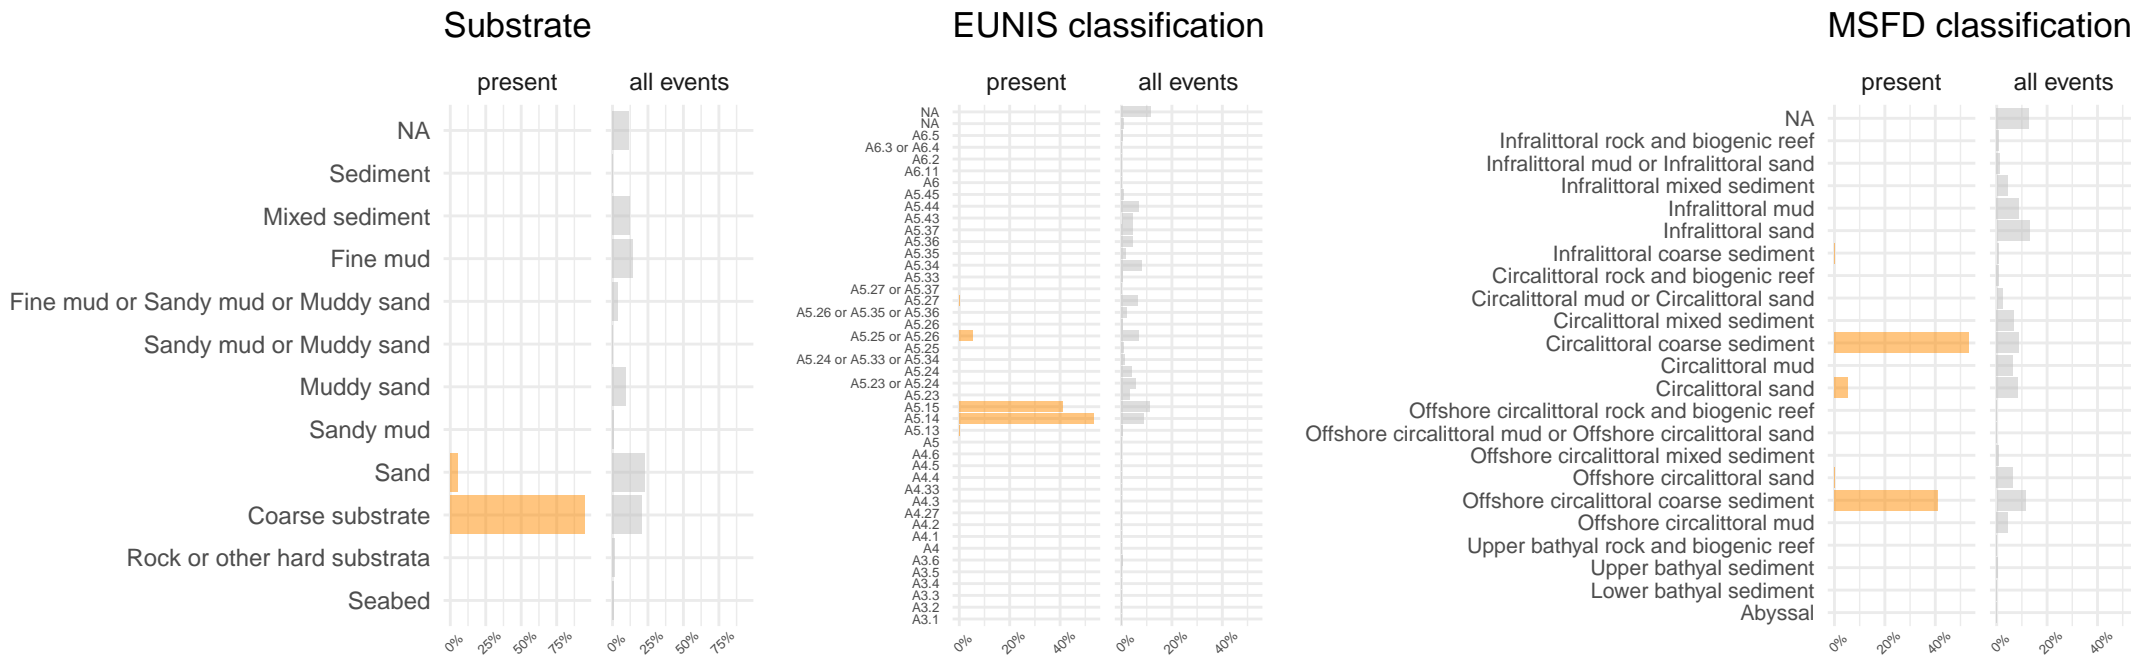 Substrate
present all events
NA
Sediment
Mixed sediment
Fine mud
Fine mud or Sandy mud or Muddy sand
Sandy mud or Muddy sand
Muddy sand
Sandy mud
Sand
Coarse substrate
Rock or other hard substrata
Seabed
0% 25% 50% 75% 0% 25% 50% 75%
EUNIS classification
present all events
NA
NA
A6.5
A6.3 or A6.4
A6.2
A6.11
A6
A5.45
A5.44
A5.43
A5.37
A5.36
A5.35
A5.34
A5.33
A5.27 or A5.37
A5.27
A5.26 or A5.35 or A5.36
A5.26
A5.25 or A5.26
A5.25
A5.24 or A5.33 or A5.34
A5.24
A5.23 or A5.24
A5.23
A5.15
A5.14
A5.13
A5
A4.6
A4.5
A4.4
A4.33
A4.3
A4.27
A4.2
A4.1
A4
A3.6
A3.5
A3.4
A3.3
A3.2
A3.1
0% 20% 40% 0% 20% 40%
MSFD classification
present all events
NA
Infralittoral rock and biogenic reef
Infralittoral mud or Infralittoral sand
Infralittoral mixed sediment
Infralittoral mud
Infralittoral sand
Infralittoral coarse sediment
Circalittoral rock and biogenic reef
Circalittoral mud or Circalittoral sand
Circalittoral mixed sediment
Circalittoral coarse sediment
Circalittoral mud
Circalittoral sand
Offshore circalittoral rock and biogenic reef
Offshore circalittoral mud or Offshore circalittoral sand
Offshore circalittoral mixed sediment
Offshore circalittoral sand
Offshore circalittoral coarse sediment
Offshore circalittoral mud
Upper bathyal rock and biogenic reef
Upper bathyal sediment
Lower bathyal sediment
Abyssal
0% 20% 40% 0% 20% 40%